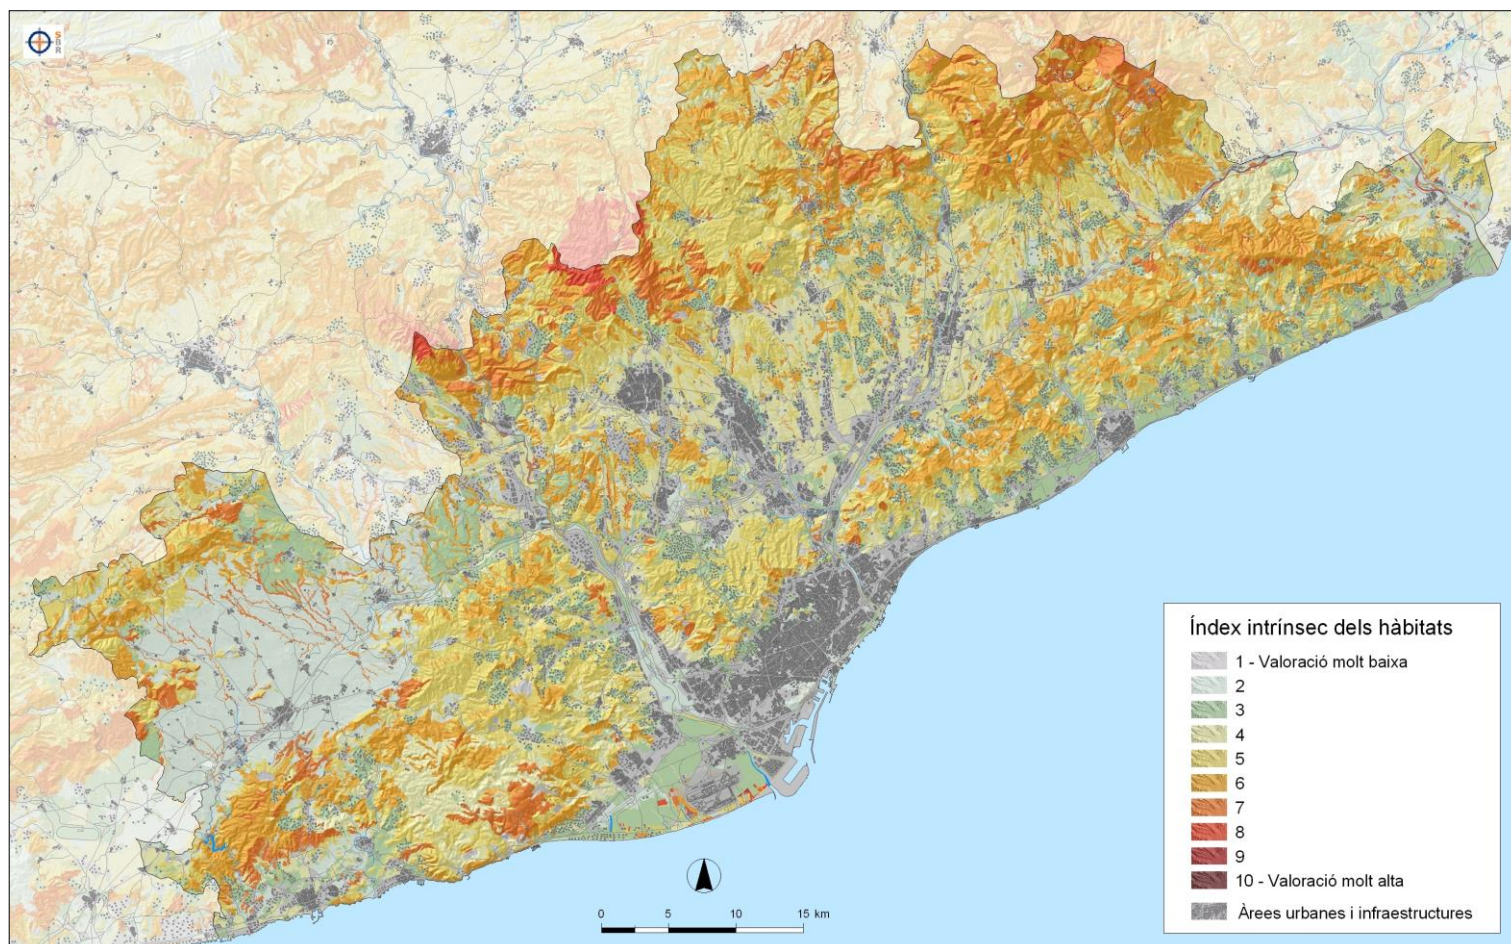 S
B
R
Índex intrínsec dels hàbitats
1 - Valoració molt baixa
2
3
4
5
6
7
8
9
10 - Valoració molt alta
Àrees urbanes i infraestructures
0 5 10 15 km